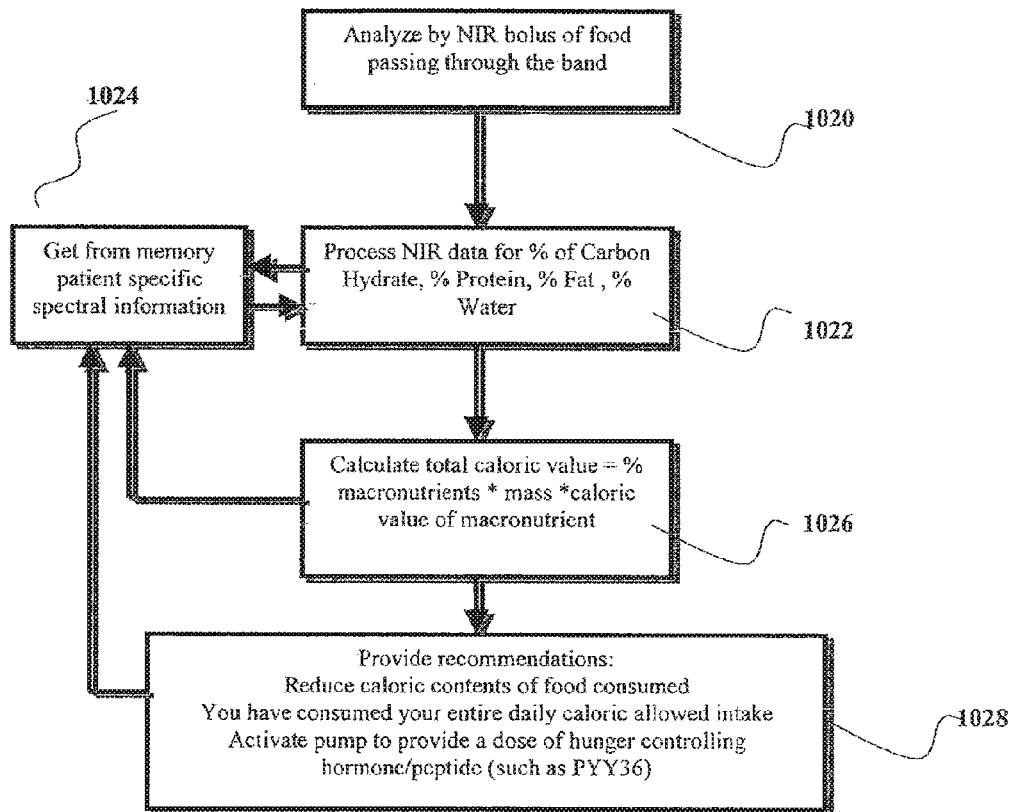 Analyze by NIR bolus of food
passing through the band
1024
1020
Get from memory
patient specific
spectral information
Process NIR data for % of Carbon
Hydrate, % Protein, % Fat , %
Water
1022
Calculate total caloric value = %
macronutrients * mass *caloric
value of macronutrient
1026
Provide recommendations:
Reduce caloric contents of food consumed
You have consumed your entire daily caloric allowed intake
Activate pump to provide a dose of hunger controlling
hormone/peptide (such as PYY36)
1028